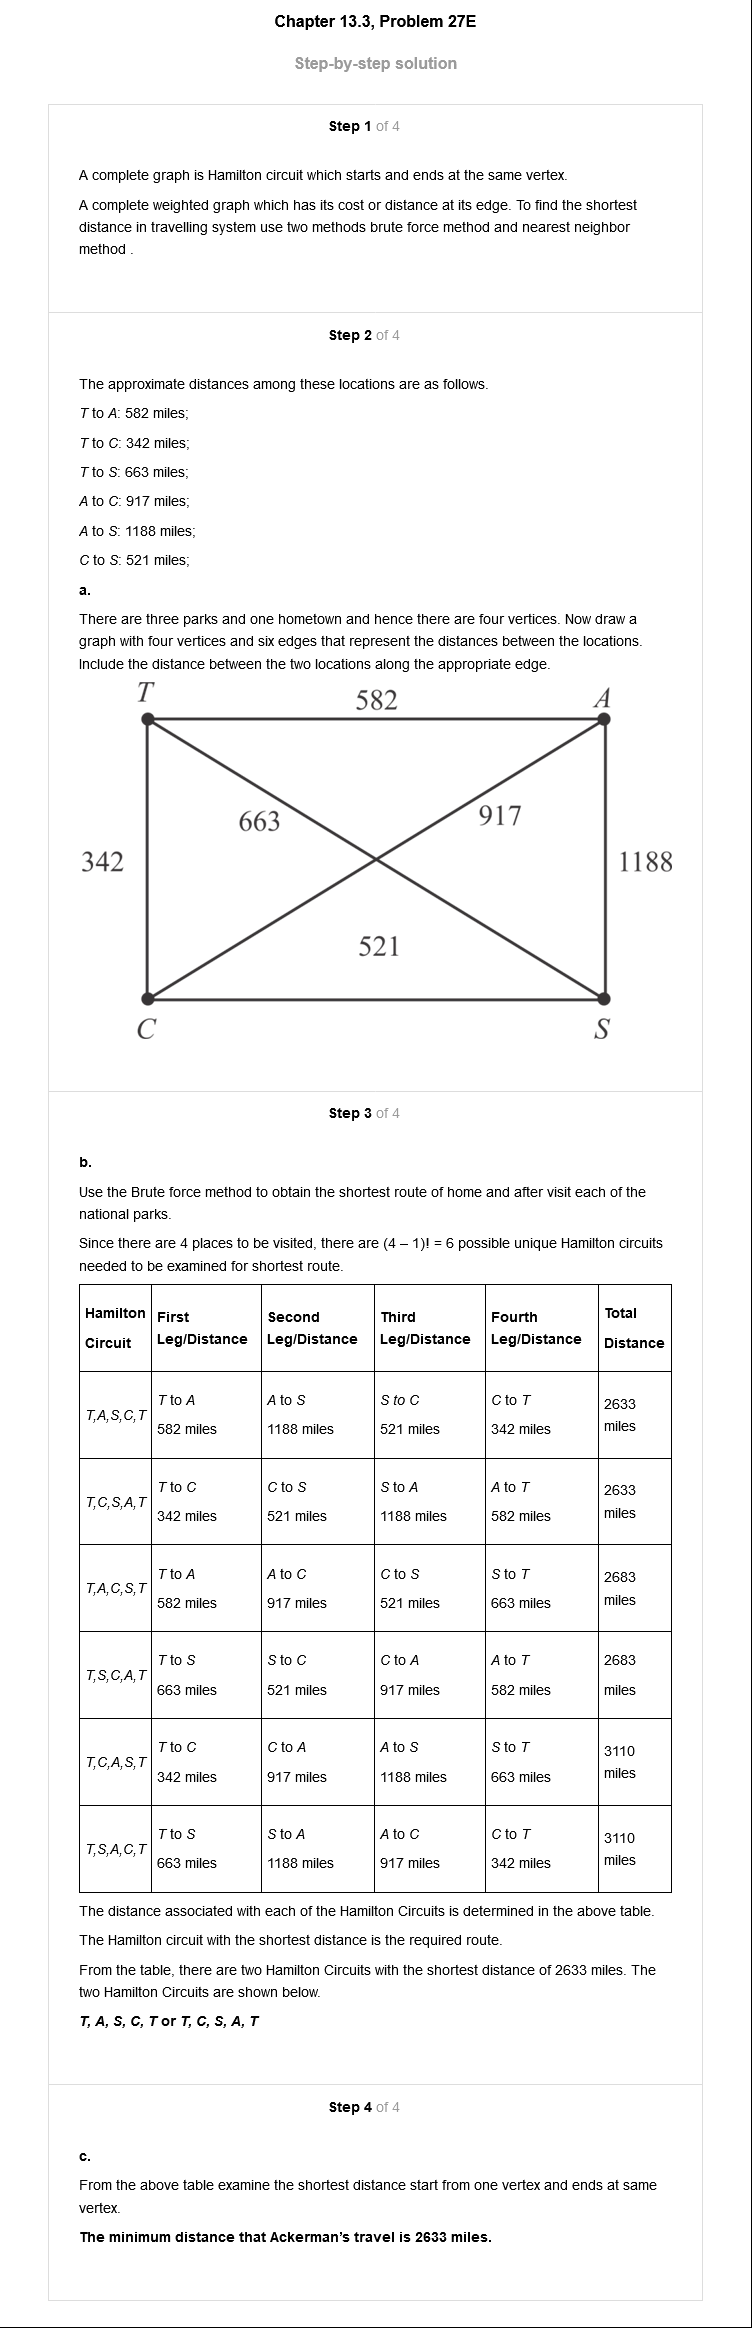 Chapter 13.3, Problem 27E
Step-by-step solution
Step 1 of 4
A complete graph is Hamilton circuit which starts and ends at the same vertex.
A complete weighted graph which has its cost or distance at its edge. To find the shortest
distance in travelling system use two methods brute force method and nearest neighbor
method .
Step 2 of 4
The approximate distances among these locations are as follows.
T to A: 582 miles;
T to C: 342 miles;
T to S: 663 miles;
A to C: 917 miles;
A to S: 1188 miles;
C to S: 521 miles;
a.
There are three parks and one hometown and hence there are four vertices. Now draw a
graph with four vertices and six edges that represent the distances between the locations.
Include the distance between the two locations along the appropriate edge.
T 582 A
663 917
342 1188
521
C S
Step 3 of 4
b.
Use the Brute force method to obtain the shortest route of home and after visit each of the
national parks.
Since there are 4 places to be visited, there are (4 – 1)! = 6 possible unique Hamilton circuits
needed to be examined for shortest route.
Hamilton First Second Third Fourth Total
Circuit Leg/Distance Leg/Distance Leg/Distance Leg/Distance Distance
T to A A to S S to C C to T 2633
T,A,S,C,T
582 miles 1188 miles 521 miles 342 miles miles
T to C C to S S to A A to T 2633
T,C,S,A,T
342 miles 521 miles 1188 miles 582 miles miles
T to A A to C C to S S to T 2683
T,A,C,S,T
582 miles 917 miles 521 miles 663 miles miles
T to S S to C C to A A to T 2683
T,S,C,A,T
663 miles 521 miles 917 miles 582 miles miles
T to C C to A A to S S to T 3110
T,C,A,S,T
342 miles 917 miles 1188 miles 663 miles miles
T to S S to A A to C C to T 3110
T,S,A,C,T
663 miles 1188 miles 917 miles 342 miles miles
The distance associated with each of the Hamilton Circuits is determined in the above table.
The Hamilton circuit with the shortest distance is the required route.
From the table, there are two Hamilton Circuits with the shortest distance of 2633 miles. The
two Hamilton Circuits are shown below.
T, A, S, C, T or T, C, S, A, T
Step 4 of 4
c.
From the above table examine the shortest distance start from one vertex and ends at same
vertex.
The minimum distance that Ackerman’s travel is 2633 miles.